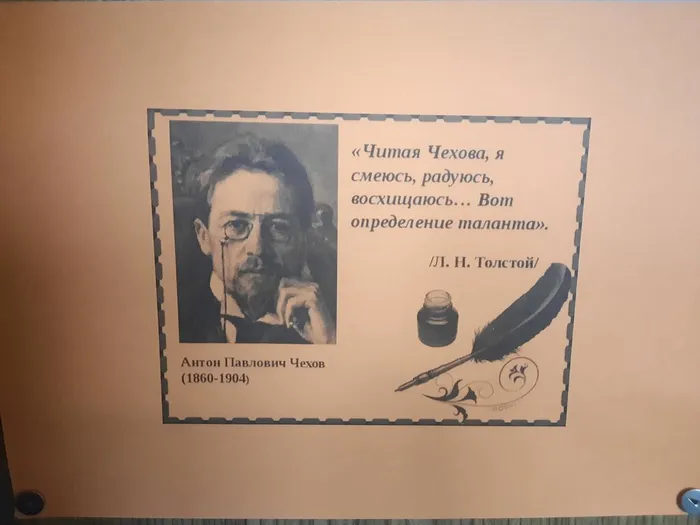 «Читая Чехова, я
смеюсь, радуюсь,
восхищаюсь… Вот
определение таланта».
/Л. Н. Толстой/
Антон Павлович Чехов
(1860-1904)